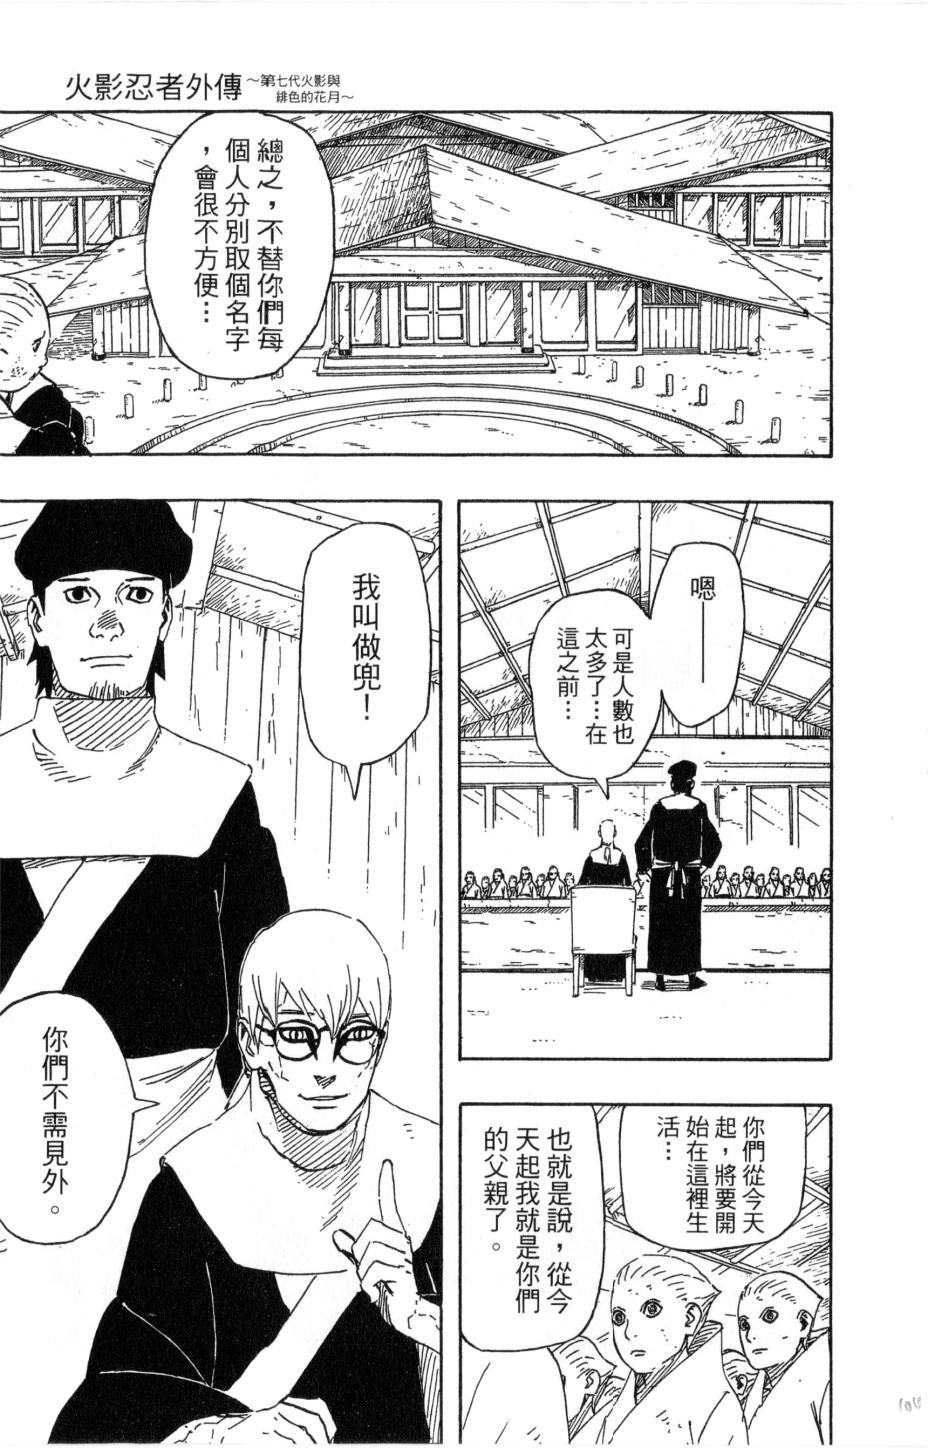 火影忍者外傳
～第七代火影與
緋色的花月～
總之，不替你們每
個人分別取個名字
，會很不方便…
嗯──
可是人數也
太多了…在
這之前…
你們從今天
起，將要開
始在這裡生
活…
也就是說，從今
天起我就是你們
的父親了。
我叫做兜！
你們不需見外。